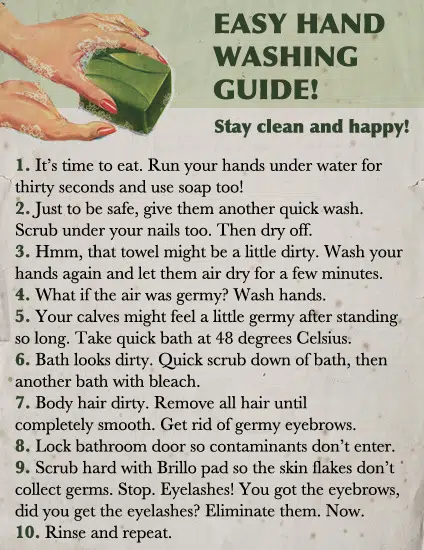 EASY HAND
WASHING
GUIDE!
Stay clean and happy!
1. It's time to eat. Run your hands under water for
thirty seconds and use soap too!
2. Just to be safe, give them another quick wash.
Scrub under your nails too. Then dry off.
3. Hmm, that towel might be a little dirty. Wash your
hands again and let them air dry for a few minutes.
4. What if the air was germy? Wash hands.
5. Your calves might feel a little germy after standing
so long. Take quick bath at 48 degrees Celsius.
6. Bath looks dirty. Quick scrub down of bath, then
another bath with bleach.
7. Body hair dirty. Remove all hair until
completely smooth. Get rid of germy eyebrows.
8. Lock bathroom door so contaminants don't enter.
9. Scrub hard with Brillo pad so the skin flakes don't
collect germs. Stop. Eyelashes! You got the eyebrows,
did you get the eyelashes? Eliminate them. Now.
10. Rinse and repeat.